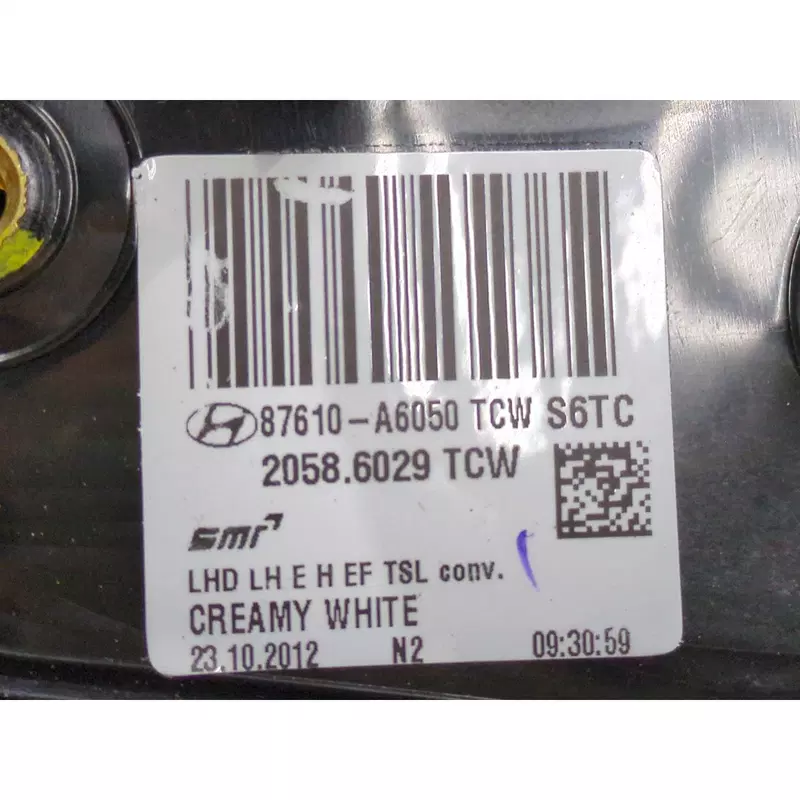 87610-A6050 TCW S6TC
2058.6029 TCW
smr
LHD LH E H EF TSL conv.
CREAMY WHITE
23.10.2012 N2 09:30:59